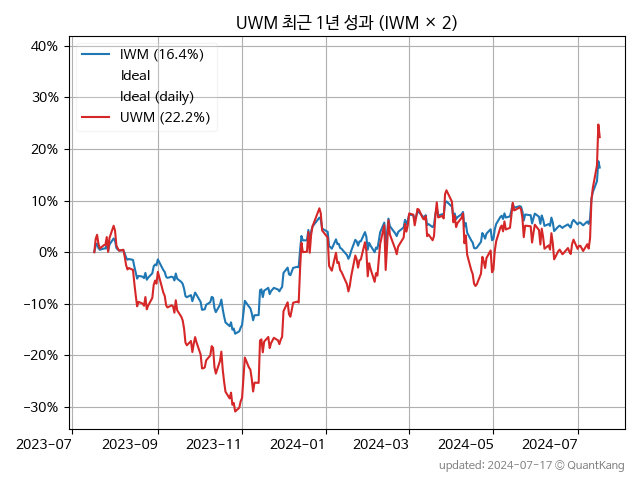 UWM 최근 1년 성과 (IWM × 2)
40%
30%
20%
10%
0%
−10%
−20%
−30%
IWM (16.4%)
Ideal
Ideal (daily)
UWM (22.2%)
2023-07
2023-09
2023-11
2024-01
2024-03
2024-05
2024-07
updated: 2024-07-17 © QuantKang